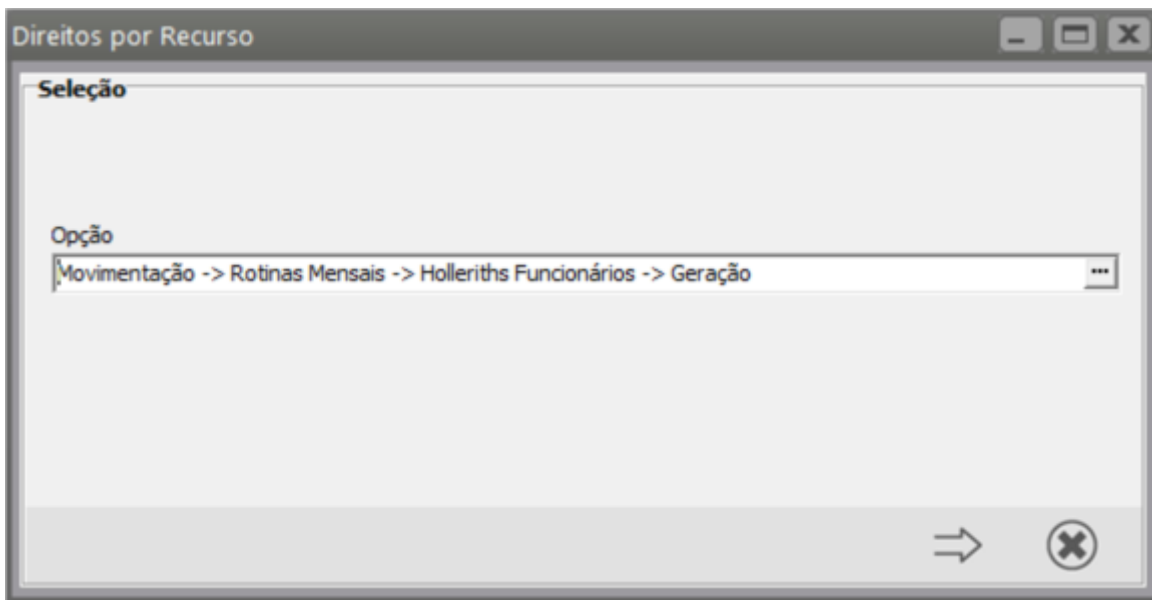 Direitos por Recurso
Seleção
Opção
Movimentação -> Rotinas Mensais -> Holleriths Funcionários -> Geração
...